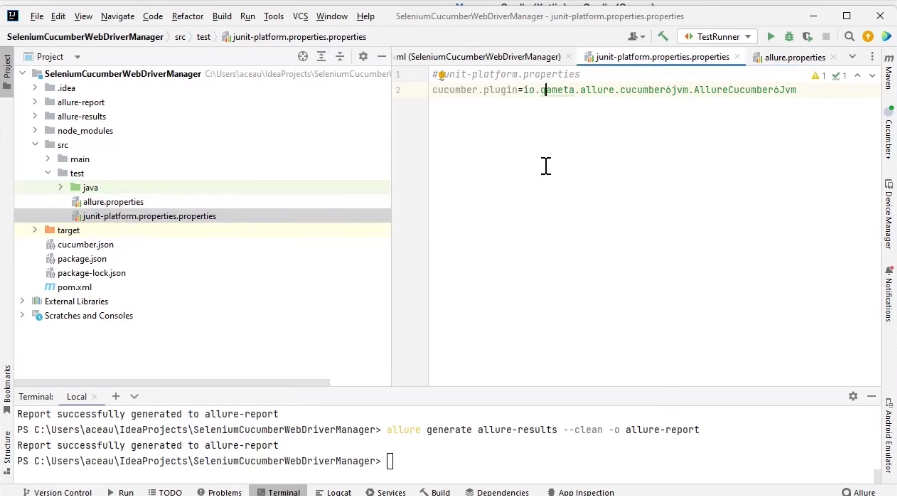 File Edit View Navigate Code Refactor Build Run Tools VCS Window Help SeleniumCucumberWebDriverManager - junit-platform.properties.properties
SeleniumCucumberWebDriverManager src test junit-platform.properties.properties TestRunner
Project
Project
ml (SeleniumCucumberWebDriverManager) junit-platform.properties.properties allure.properties
SeleniumCucumberWebDriverManager C:\Users\aceau\IdeaProjects\SeleniumCucumberWebDriverManager
.idea
allure-report
allure-results
node_modules
src
main
test
java
allure.properties
junit-platform.properties.properties
target
cucumber.json
package.json
package-lock.json
pom.xml
External Libraries
Scratches and Consoles
1 #junit-platform.properties
2 cucumber.plugin=io.qameta.allure.cucumber6jvm.AllureCucumber6Jvm
1 1
Maven
Cucumber+
Device Manager
Notifications
Android Emulator
Bookmarks
Structure
Terminal: Local
Report successfully generated to allure-report
PS C:\Users\aceau\IdeaProjects\SeleniumCucumberWebDriverManager> allure generate allure-results --clean -o allure-report
Report successfully generated to allure-report
PS C:\Users\aceau\IdeaProjects\SeleniumCucumberWebDriverManager>
Version Control Run TODO Problems Terminal Logcat Services Build Dependencies App Inspection Allure